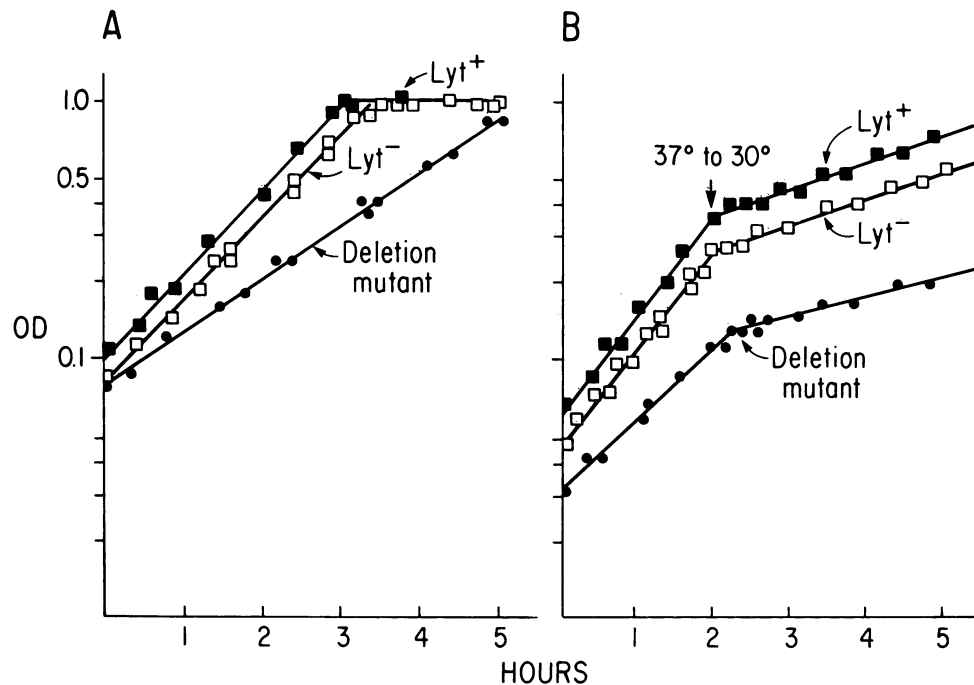 A
B
OD
1.0
0.5
0.1
Lyt+
Lyt−
Deletion
mutant
1 2 3 4 5
37° to 30°
Lyt+
Lyt−
Deletion
mutant
1 2 3 4 5
HOURS